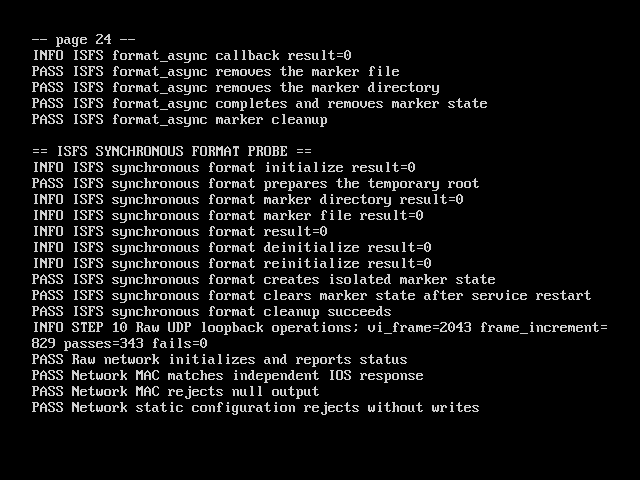 -- page 24 --
INFO ISFS format_async callback result=0
PASS ISFS format_async removes the marker file
PASS ISFS format_async removes the marker directory
PASS ISFS format_async completes and removes marker state
PASS ISFS format_async marker cleanup
== ISFS SYNCHRONOUS FORMAT PROBE ==
INFO ISFS synchronous format initialize result=0
PASS ISFS synchronous format prepares the temporary root
INFO ISFS synchronous format marker directory result=0
INFO ISFS synchronous format marker file result=0
INFO ISFS synchronous format result=0
INFO ISFS synchronous format deinitialize result=0
INFO ISFS synchronous format reinitialize result=0
PASS ISFS synchronous format creates isolated marker state
PASS ISFS synchronous format clears marker state after service restart
PASS ISFS synchronous format cleanup succeeds
INFO STEP 10 Raw UDP loopback operations; vi_frame=2043 frame_increment=
829 passes=343 fails=0
PASS Raw network initializes and reports status
PASS Network MAC matches independent IOS response
PASS Network MAC rejects null output
PASS Network static configuration rejects without writes